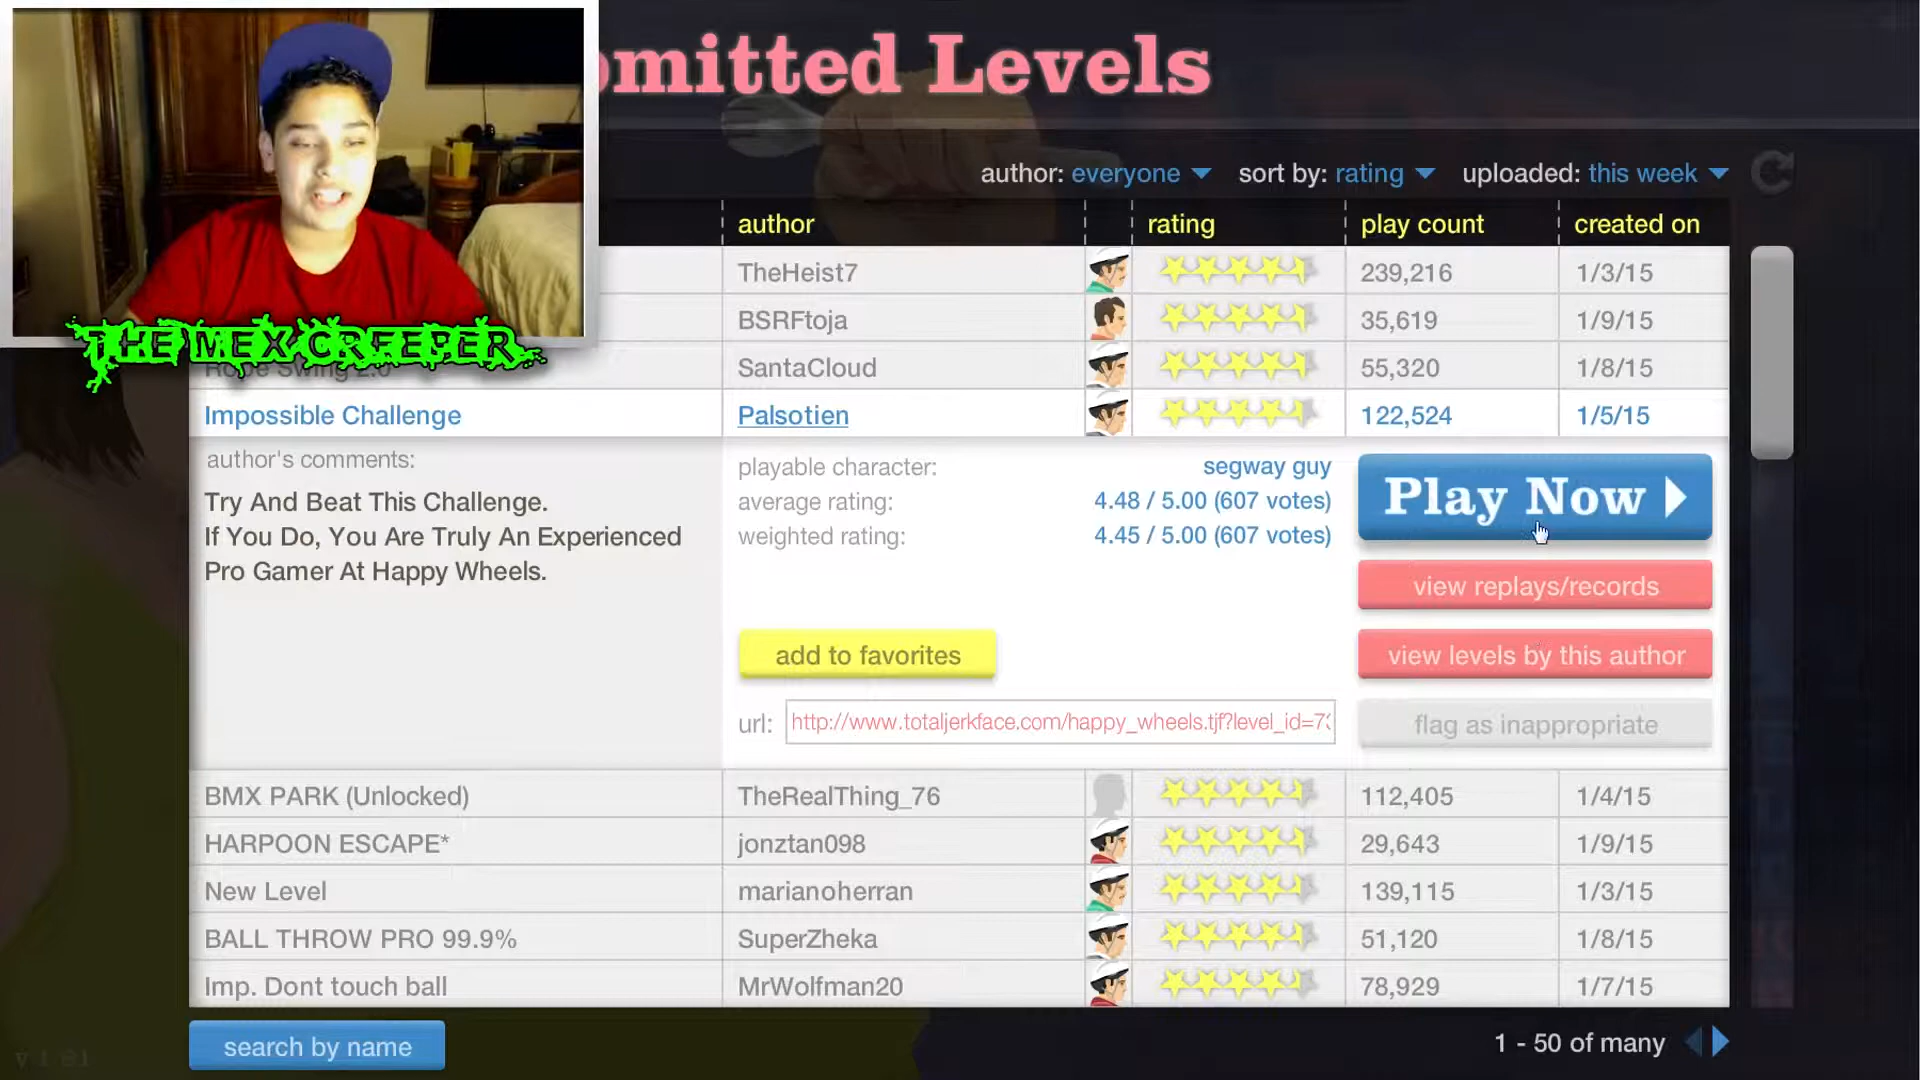 omitted Levels
author: everyone sort by: rating uploaded: this week
author rating play count created on
TheHeist7 239,216 1/3/15
BSRFtoja 35,619 1/9/15
THE MEX CREEPER
Rope Swing 2.0 SantaCloud 55,320 1/8/15
Impossible Challenge Palsotien 122,524 1/5/15
author's comments:
Try And Beat This Challenge.
If You Do, You Are Truly An Experienced
Pro Gamer At Happy Wheels.
playable character: segway guy
average rating: 4.48 / 5.00 (607 votes)
weighted rating: 4.45 / 5.00 (607 votes)
add to favorites
url: http://www.totaljerkface.com/happy_wheels.tjf?level_id=73
Play Now
view replays/records
view levels by this author
flag as inappropriate
BMX PARK (Unlocked) TheRealThing_76 112,405 1/4/15
HARPOON ESCAPE* jonztan098 29,643 1/9/15
New Level marianoherran 139,115 1/3/15
BALL THROW PRO 99.9% SuperZheka 51,120 1/8/15
Imp. Dont touch ball MrWolfman20 78,929 1/7/15
search by name 1 - 50 of many